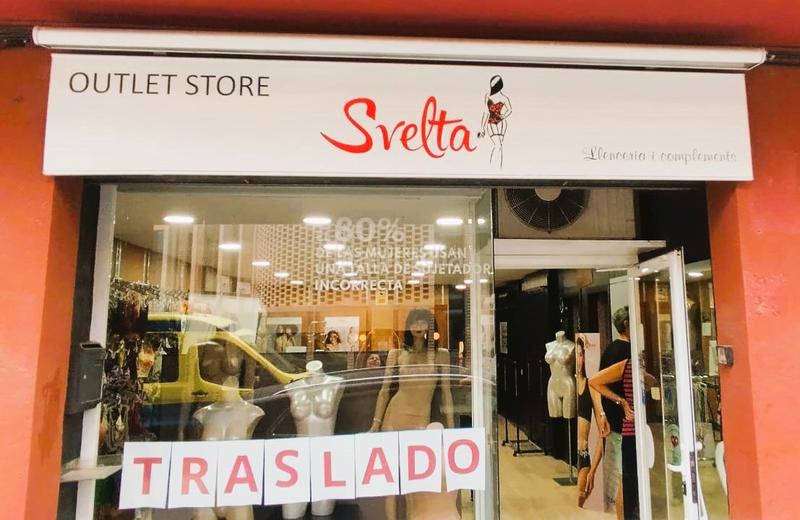 OUTLET STORE
Svelta
Llenceria i complements
80%
DE LAS MUJERES USAN
UNA TALLA DE SUJETADOR
INCORRECTA
TRASLADO